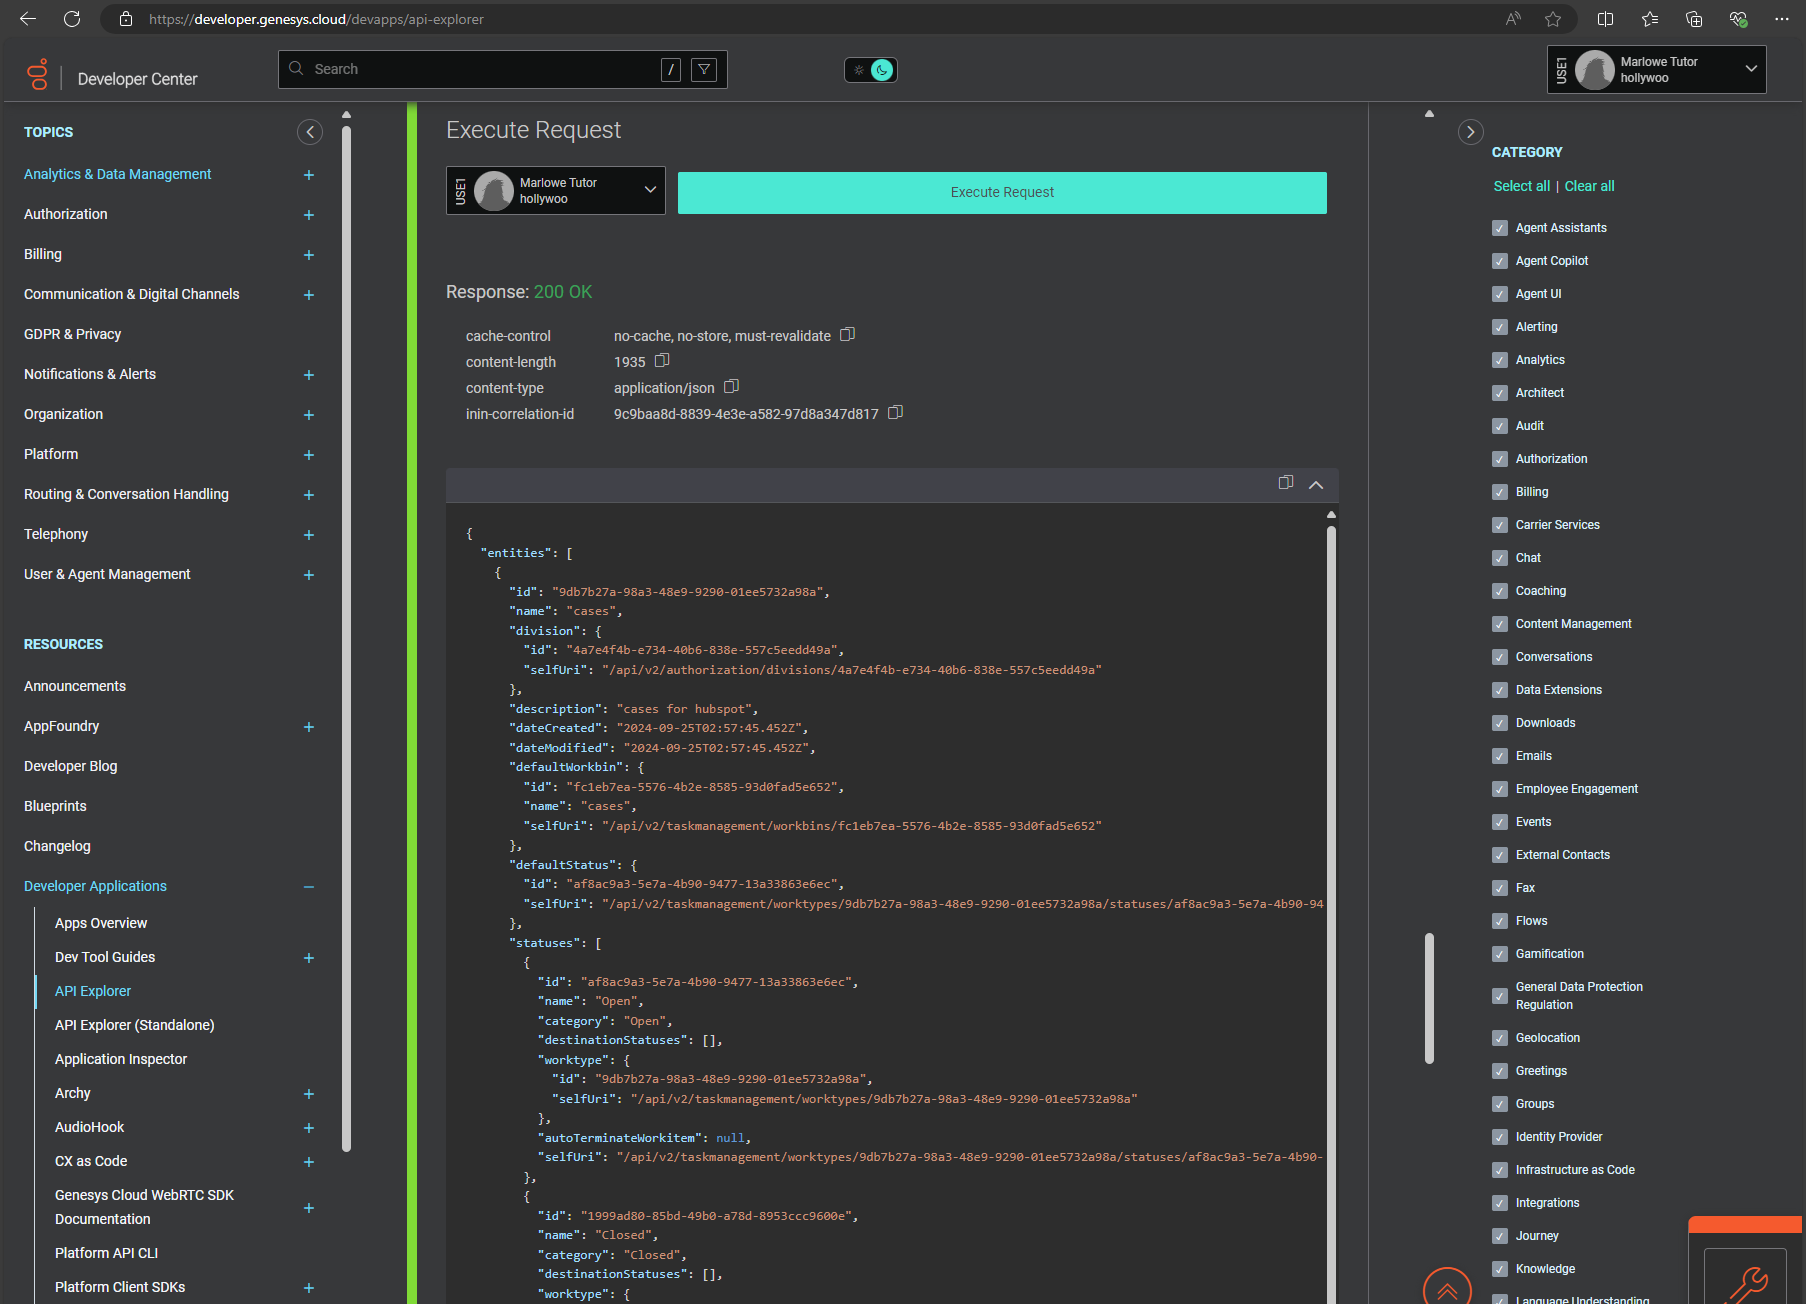 https://developer.genesys.cloud/devapps/api-explorer
Developer Center
Search
/
USE1
Marlowe Tutor
hollywoo
TOPICS
Analytics & Data Management
Authorization
Billing
Communication & Digital Channels
GDPR & Privacy
Notifications & Alerts
Organization
Platform
Routing & Conversation Handling
Telephony
User & Agent Management
RESOURCES
Announcements
AppFoundry
Developer Blog
Blueprints
Changelog
Developer Applications
Apps Overview
Dev Tool Guides
API Explorer
API Explorer (Standalone)
Application Inspector
Archy
AudioHook
CX as Code
Genesys Cloud WebRTC SDK
Documentation
Platform API CLI
Platform Client SDKs
Execute Request
USE1
Marlowe Tutor
hollywoo
Execute Request
Response: 200 OK
cache-control no-cache, no-store, must-revalidate
content-length 1935
content-type application/json
inin-correlation-id 9c9baa8d-8839-4e3e-a582-97d8a347d817
{
"entities": [
{
"id": "9db7b27a-98a3-48e9-9290-01ee5732a98a",
"name": "cases",
"division": {
"id": "4a7e4f4b-e734-40b6-838e-557c5eedd49a",
"selfUri": "/api/v2/authorization/divisions/4a7e4f4b-e734-40b6-838e-557c5eedd49a"
},
"description": "cases for hubspot",
"dateCreated": "2024-09-25T02:57:45.452Z",
"dateModified": "2024-09-25T02:57:45.452Z",
"defaultWorkbin": {
"id": "fc1eb7ea-5576-4b2e-8585-93d0fad5e652",
"name": "cases",
"selfUri": "/api/v2/taskmanagement/workbins/fc1eb7ea-5576-4b2e-8585-93d0fad5e652"
},
"defaultStatus": {
"id": "af8ac9a3-5e7a-4b90-9477-13a33863e6ec",
"selfUri": "/api/v2/taskmanagement/worktypes/9db7b27a-98a3-48e9-9290-01ee5732a98a/statuses/af8ac9a3-5e7a-4b90-94
},
"statuses": [
{
"id": "af8ac9a3-5e7a-4b90-9477-13a33863e6ec",
"name": "Open",
"category": "Open",
"destinationStatuses": [],
"worktype": {
"id": "9db7b27a-98a3-48e9-9290-01ee5732a98a",
"selfUri": "/api/v2/taskmanagement/worktypes/9db7b27a-98a3-48e9-9290-01ee5732a98a"
},
"autoTerminateWorkitem": null,
"selfUri": "/api/v2/taskmanagement/worktypes/9db7b27a-98a3-48e9-9290-01ee5732a98a/statuses/af8ac9a3-5e7a-4b90-
},
{
"id": "1999ad80-85bd-49b0-a78d-8953ccc9600e",
"name": "Closed",
"category": "Closed",
"destinationStatuses": [],
"worktype": {
CATEGORY
Select all | Clear all
Agent Assistants
Agent Copilot
Agent UI
Alerting
Analytics
Architect
Audit
Authorization
Billing
Carrier Services
Chat
Coaching
Content Management
Conversations
Data Extensions
Downloads
Emails
Employee Engagement
Events
External Contacts
Fax
Flows
Gamification
General Data Protection
Regulation
Geolocation
Greetings
Groups
Identity Provider
Infrastructure as Code
Integrations
Journey
Knowledge
Language Understanding